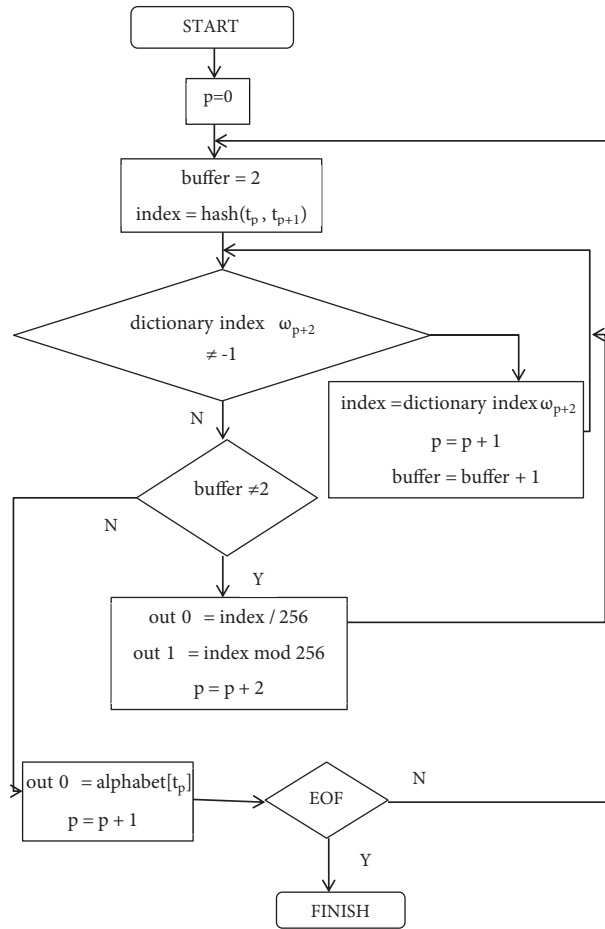 START
p=0
buffer = 2
index = hash(tₚ , tₚ₊₁)
dictionary index ωₚ₊₂
≠ -1
index = dictionary index ωₚ₊₂
p = p + 1
buffer = buffer + 1
N
buffer ≠2
N
Y
out 0 = index / 256
out 1 = index mod 256
p = p + 2
out 0 = alphabet[tₚ]
p = p + 1
EOF
N
Y
FINISH